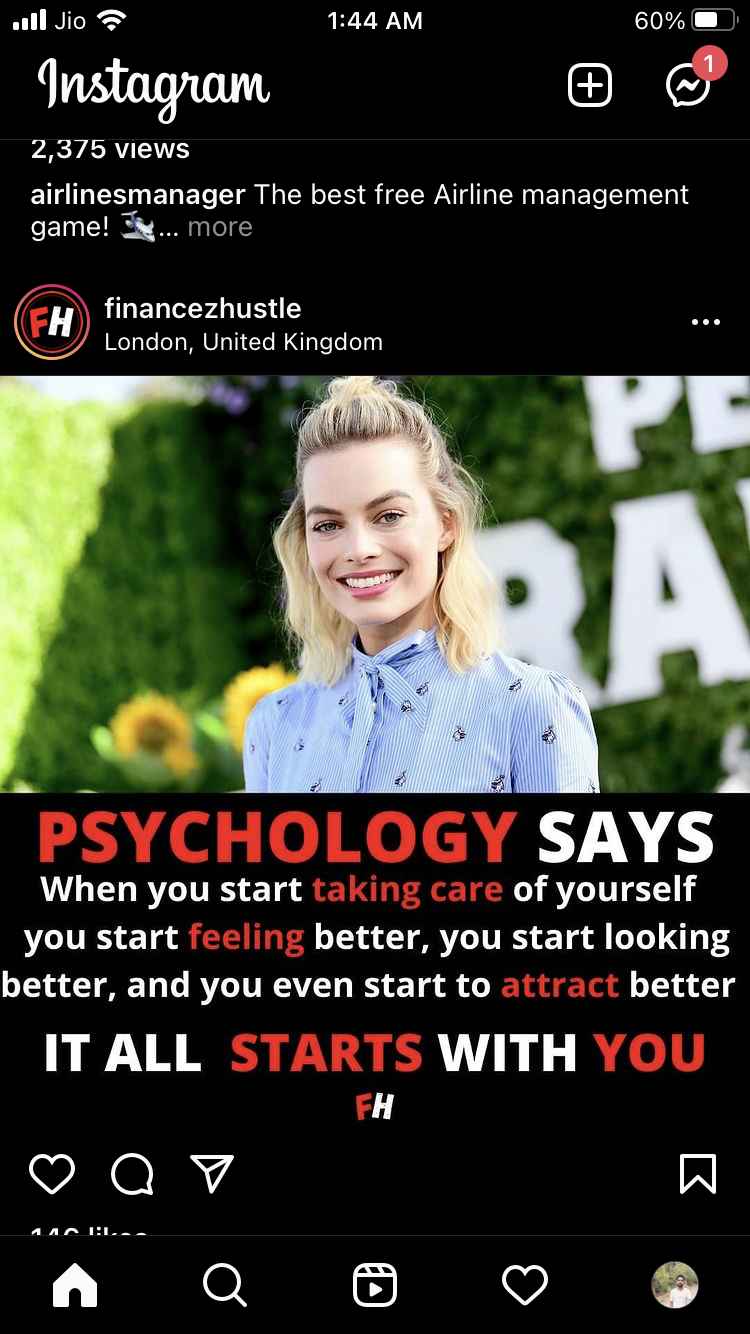 Jio 1:44 AM 60%
Instagram
1
2,375 views
airlinesmanager The best free Airline management
game! ... more
FH financezhustle
London, United Kingdom
PE
RA
PSYCHOLOGY SAYS
When you start taking care of yourself
you start feeling better, you start looking
better, and you even start to attract better
IT ALL STARTS WITH YOU
FH
146 likes